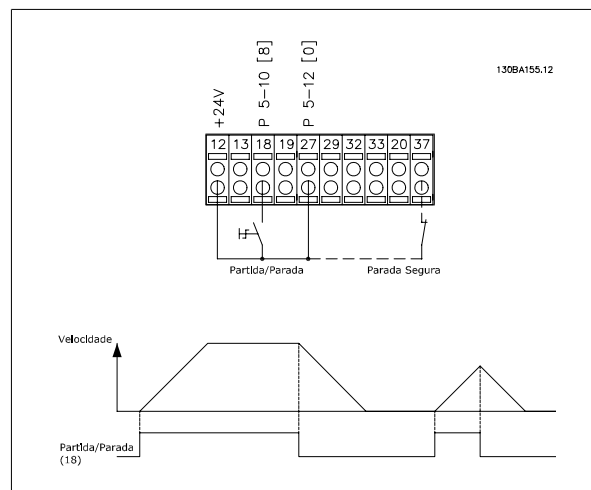 130BA155.12
+24V
P 5-10 [8]
P 5-12 [0]
12 13 18 19 27 29 32 33 20 37
Partida/Parada
Parada Segura
Velocidade
Partida/Parada
(18)